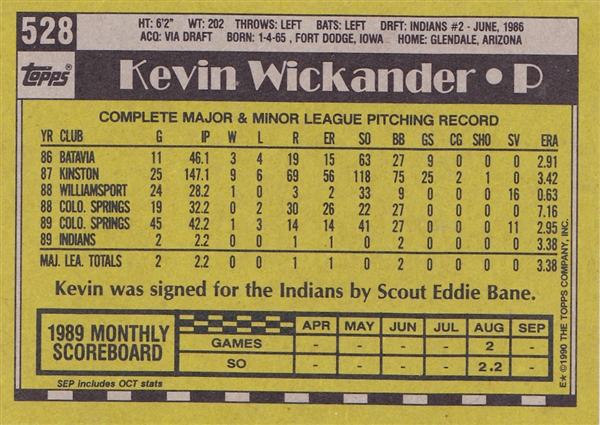 528
HT: 6'2" WT: 202 THROWS: LEFT BATS: LEFT DRFT: INDIANS #2 - JUNE, 1986
ACQ: VIA DRAFT BORN: 1-4-65, FORT DODGE, IOWA HOME: GLENDALE, ARIZONA
Topps® Kevin Wickander • P
COMPLETE MAJOR & MINOR LEAGUE PITCHING RECORD
YR CLUB G IP W L R ER SO BB GS CG SHO SV ERA
86 BATAVIA 11 46.1 3 4 19 15 63 27 9 0 0 0 2.91
87 KINSTON 25 147.1 9 6 69 56 118 75 25 2 1 0 3.42
88 WILLIAMSPORT 24 28.2 1 0 3 2 33 9 0 0 0 16 0.63
88 COLO. SPRINGS 19 32.2 0 2 30 26 22 27 0 0 0 0 7.16
89 COLO. SPRINGS 45 42.2 1 3 14 14 41 27 0 0 0 11 2.95
89 INDIANS 2 2.2 0 0 1 1 0 2 0 0 0 0 3.38
MAJ. LEA. TOTALS 2 2.2 0 0 1 1 0 2 0 0 0 0 3.38
Kevin was signed for the Indians by Scout Eddie Bane.
1989 MONTHLY
SCOREBOARD
APR MAY JUN JUL AUG SEP
GAMES - - - - 2 -
SO - - - - 2.2 -
SEP includes OCT stats
E★ ©1990 THE TOPPS COMPANY, INC.